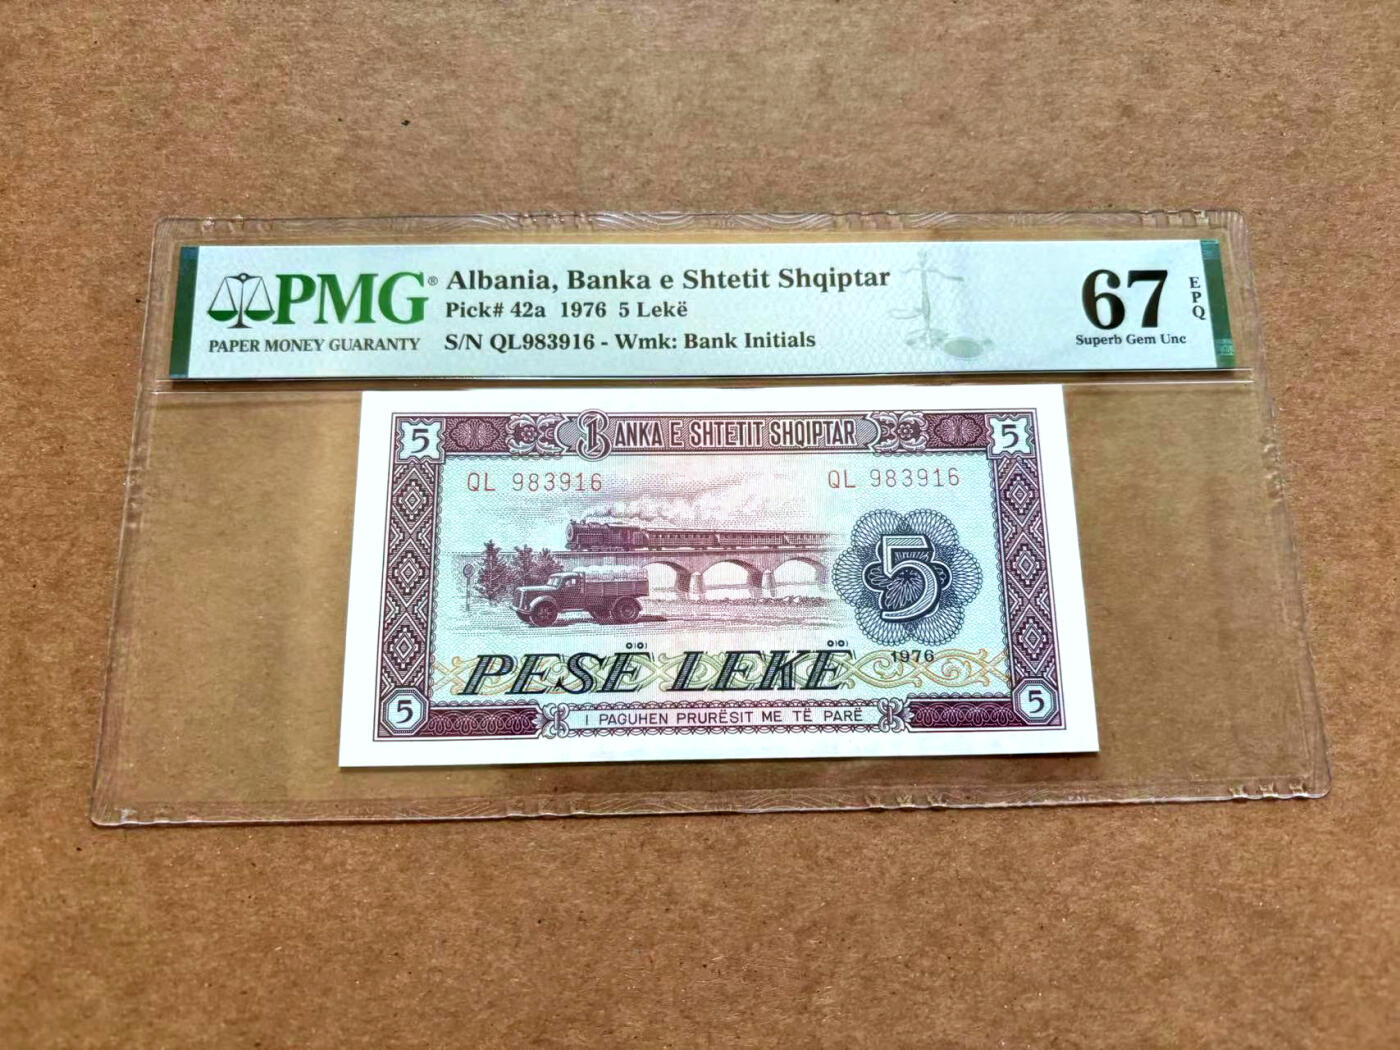 PMG®
PAPER MONEY GUARANTY
Albania, Banka e Shtetit Shqiptar
Pick# 42a 1976 5 Lekë
S/N QL983916 - Wmk: Bank Initials
67
EPQ
Superb Gem Unc
5
BANKA E SHTETIT SHQIPTAR
5
QL 983916
QL 983916
5
1976
PESË LEKË
5
I PAGUHEN PRURËSIT ME TË PARË
5